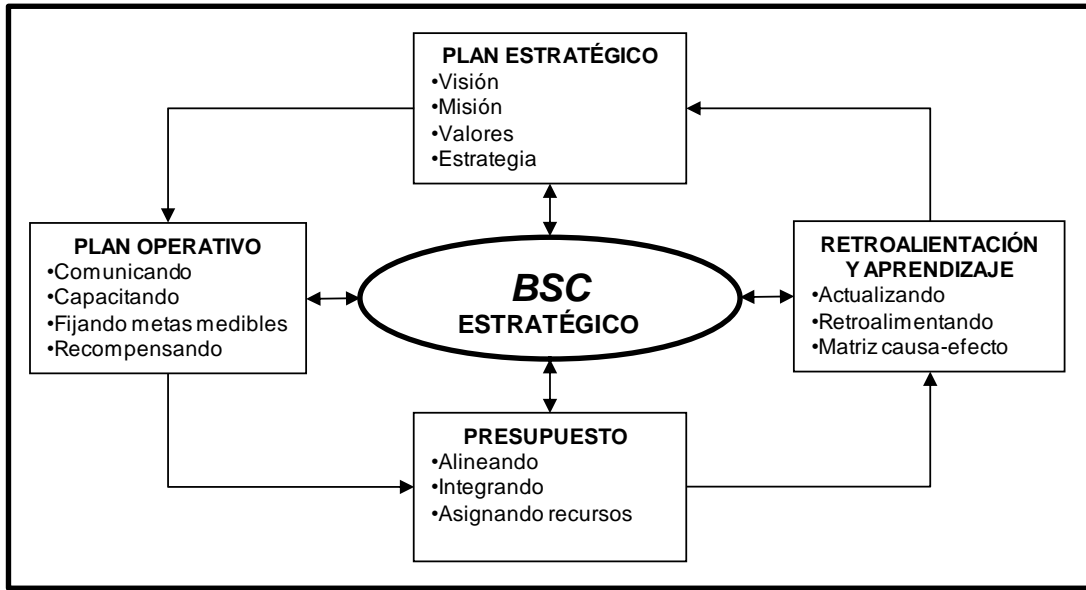 PLAN ESTRATÉGICO
•Visión
•Misión
•Valores
•Estrategia
PLAN OPERATIVO
•Comunicando
•Capacitando
•Fijando metas medibles
•Recompensando
BSC
ESTRATÉGICO
RETROALIENTACIÓN
Y APRENDIZAJE
•Actualizando
•Retroalimentando
•Matriz causa-efecto
PRESUPUESTO
•Alineando
•Integrando
•Asignando recursos